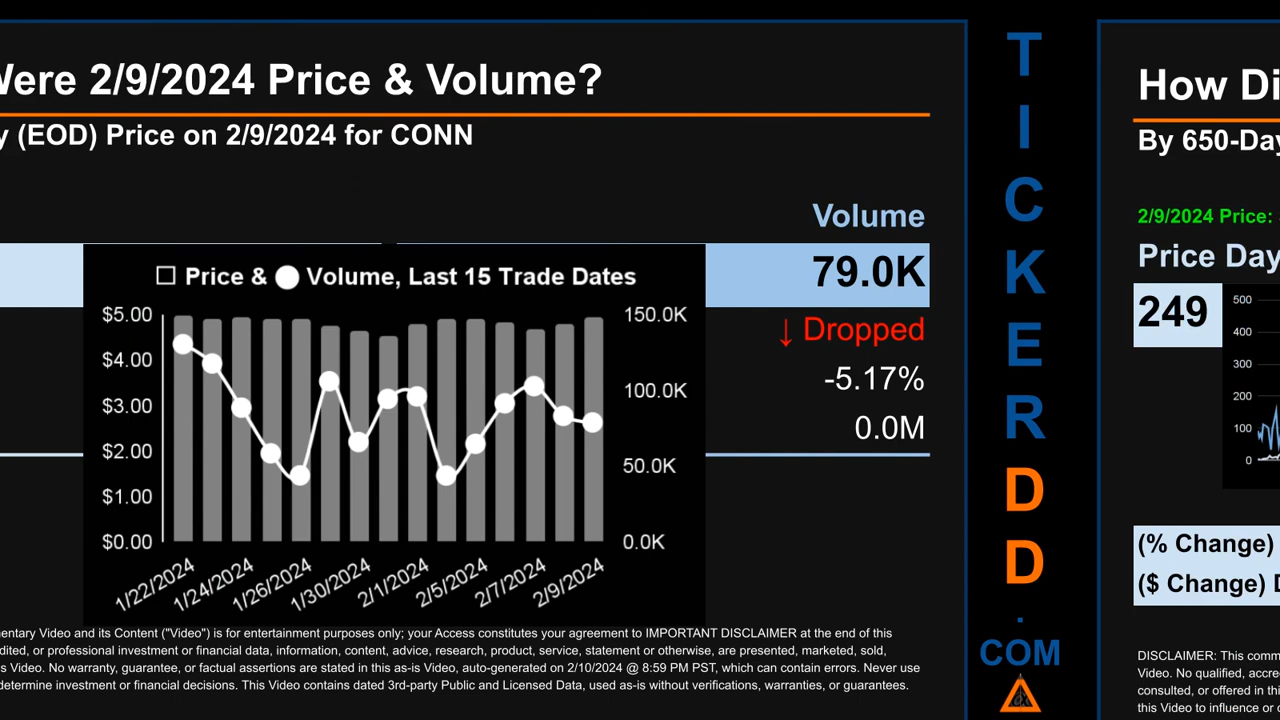 Were 2/9/2024 Price & Volume?
(EOD) Price on 2/9/2024 for CONN
Volume
79.0K
↓ Dropped
-5.17%
0.0M
Price & Volume, Last 15 Trade Dates
$5.00
$4.00
$3.00
$2.00
$1.00
$0.00
150.0K
100.0K
50.0K
0.0K
1/22/2024
1/24/2024
1/26/2024
1/30/2024
2/1/2024
2/5/2024
2/7/2024
2/9/2024
Video and its Content ("Video") is for entertainment purposes only; your Access constitutes your agreement to IMPORTANT DISCLAIMER at the end of this
or professional investment or financial data, information, content, advice, research, product, service, statement or otherwise, are presented, marketed, sold,
Video. No warranty, guarantee, or factual assertions are stated in this as-is Video, auto-generated on 2/10/2024 @ 8:59 PM PST, which can contain errors. Never use
determine investment or financial decisions. This Video contains dated 3rd-party Public and Licensed Data, used as-is without verifications, warranties, or guarantees.
TICKERDD
.
COM
How Di
By 650-Day
2/9/2024 Price:
Price Day
249
500
400
300
200
100
0
(% Change)
($ Change) D
DISCLAIMER: This comm
Video. No qualified, accre
consulted, or offered in thi
this Video to influence or